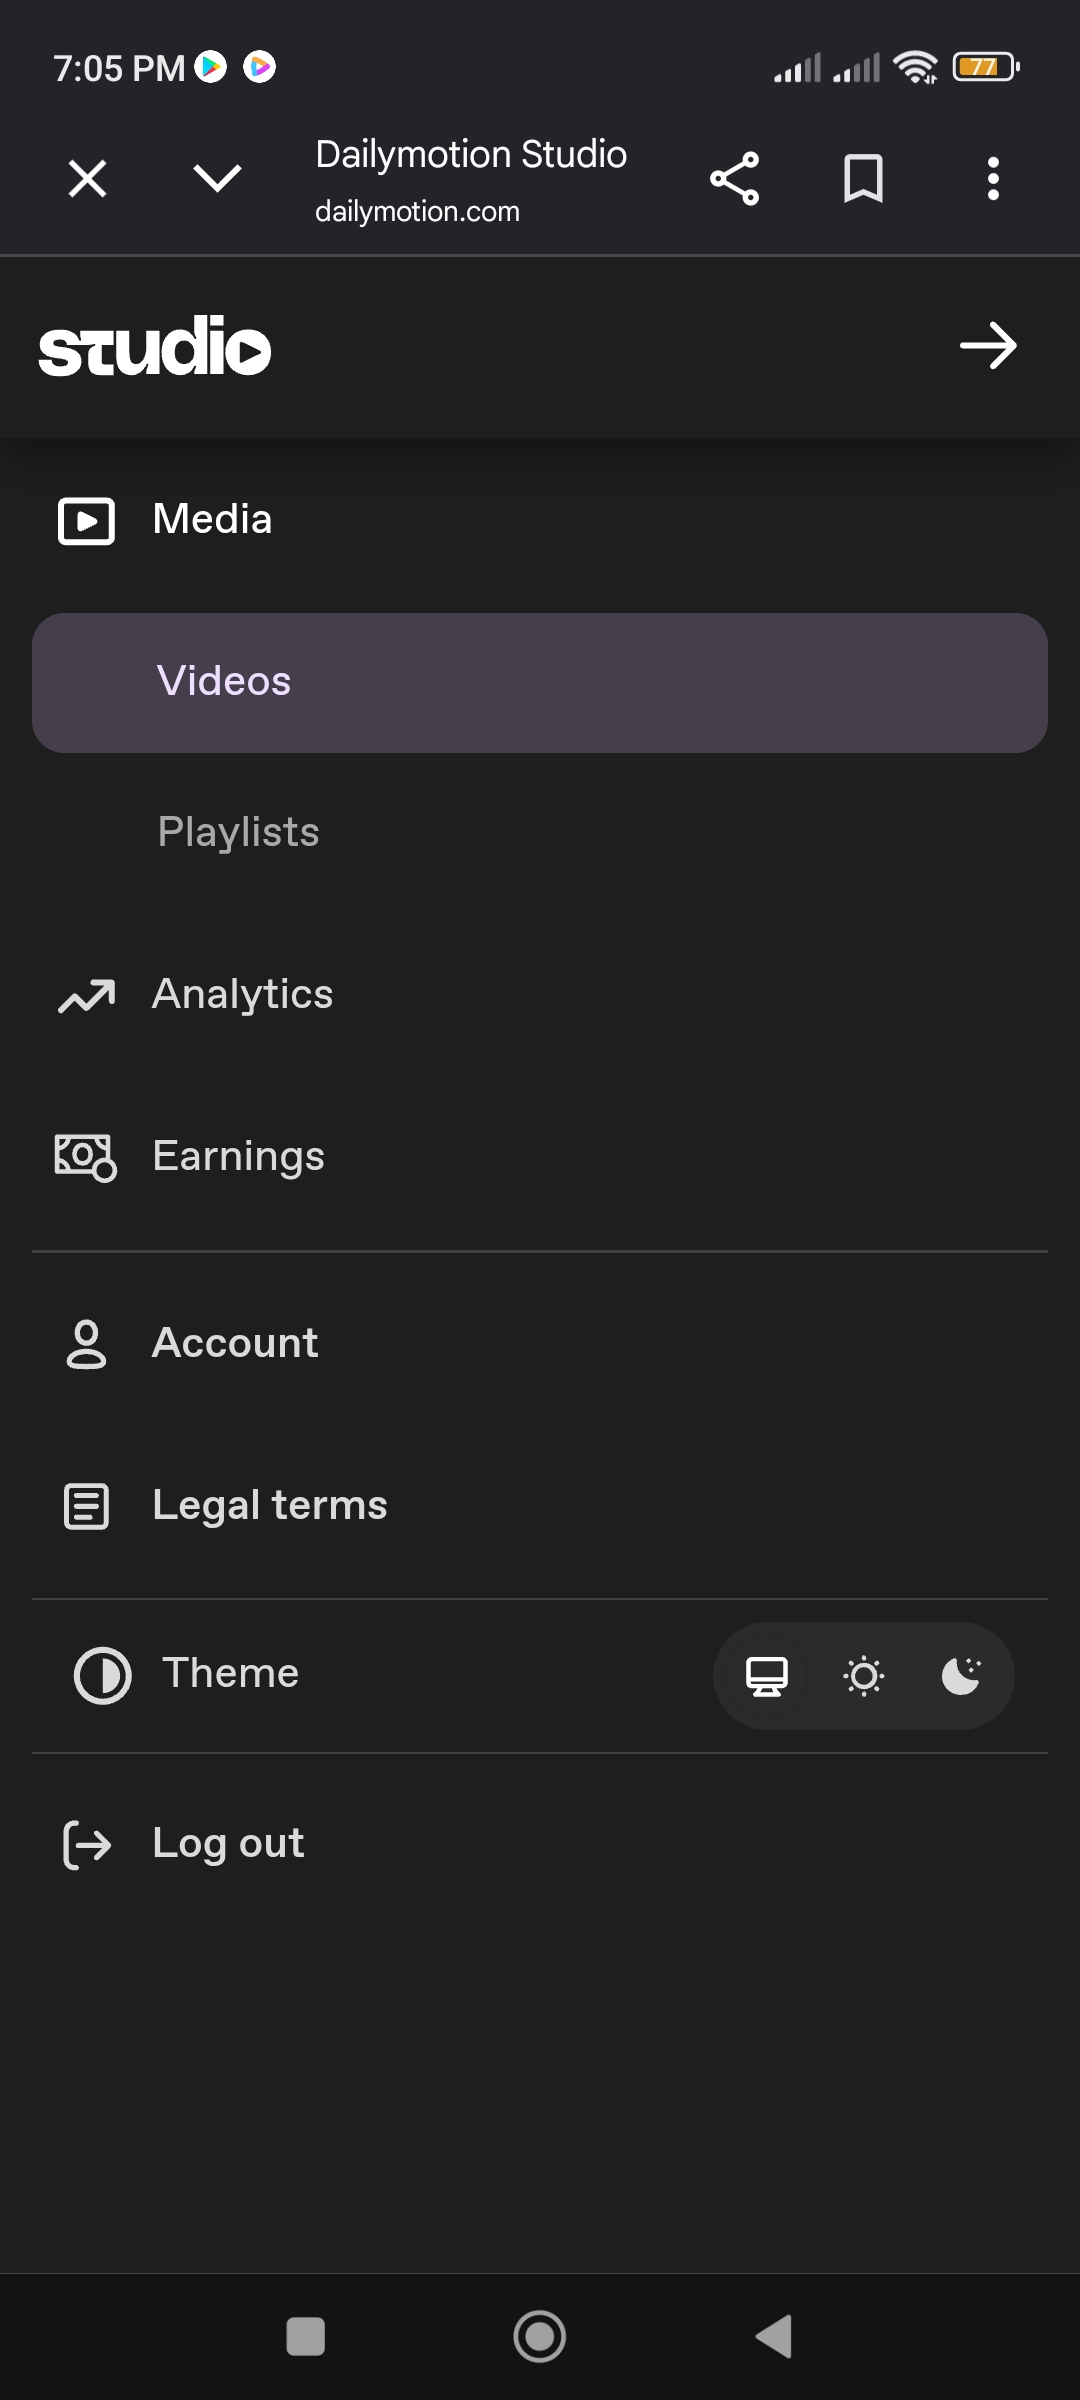 7:05 PM
77
Dailymotion Studio
dailymotion.com
studio
Media
Videos
Playlists
Analytics
Earnings
Account
Legal terms
Theme
Log out